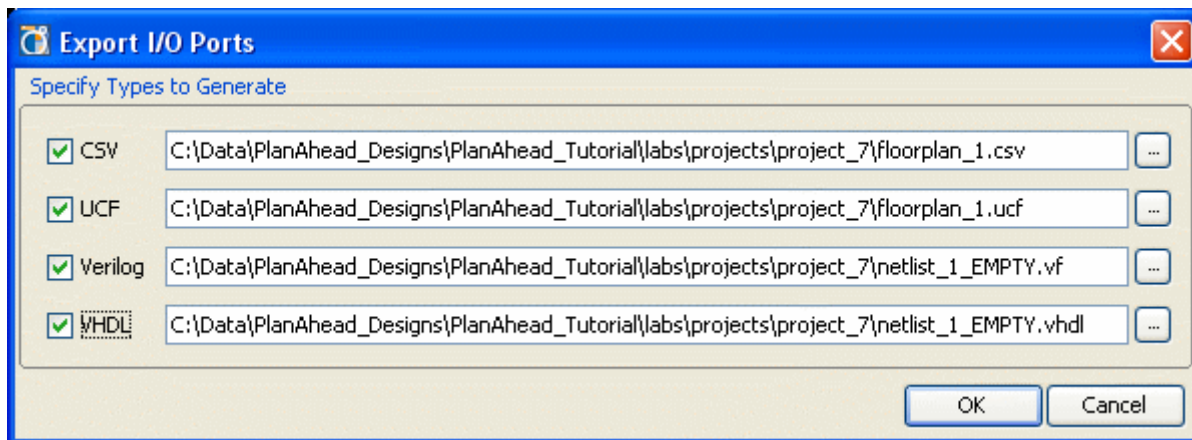 Export I/O Ports
Specify Types to Generate
CSV C:\Data\PlanAhead_Designs\PlanAhead_Tutorial\labs\projects\project_7\floorplan_1.csv ...
UCF C:\Data\PlanAhead_Designs\PlanAhead_Tutorial\labs\projects\project_7\floorplan_1.ucf ...
Verilog C:\Data\PlanAhead_Designs\PlanAhead_Tutorial\labs\projects\project_7\netlist_1_EMPTY.vf ...
VHDL C:\Data\PlanAhead_Designs\PlanAhead_Tutorial\labs\projects\project_7\netlist_1_EMPTY.vhdl ...
OK Cancel